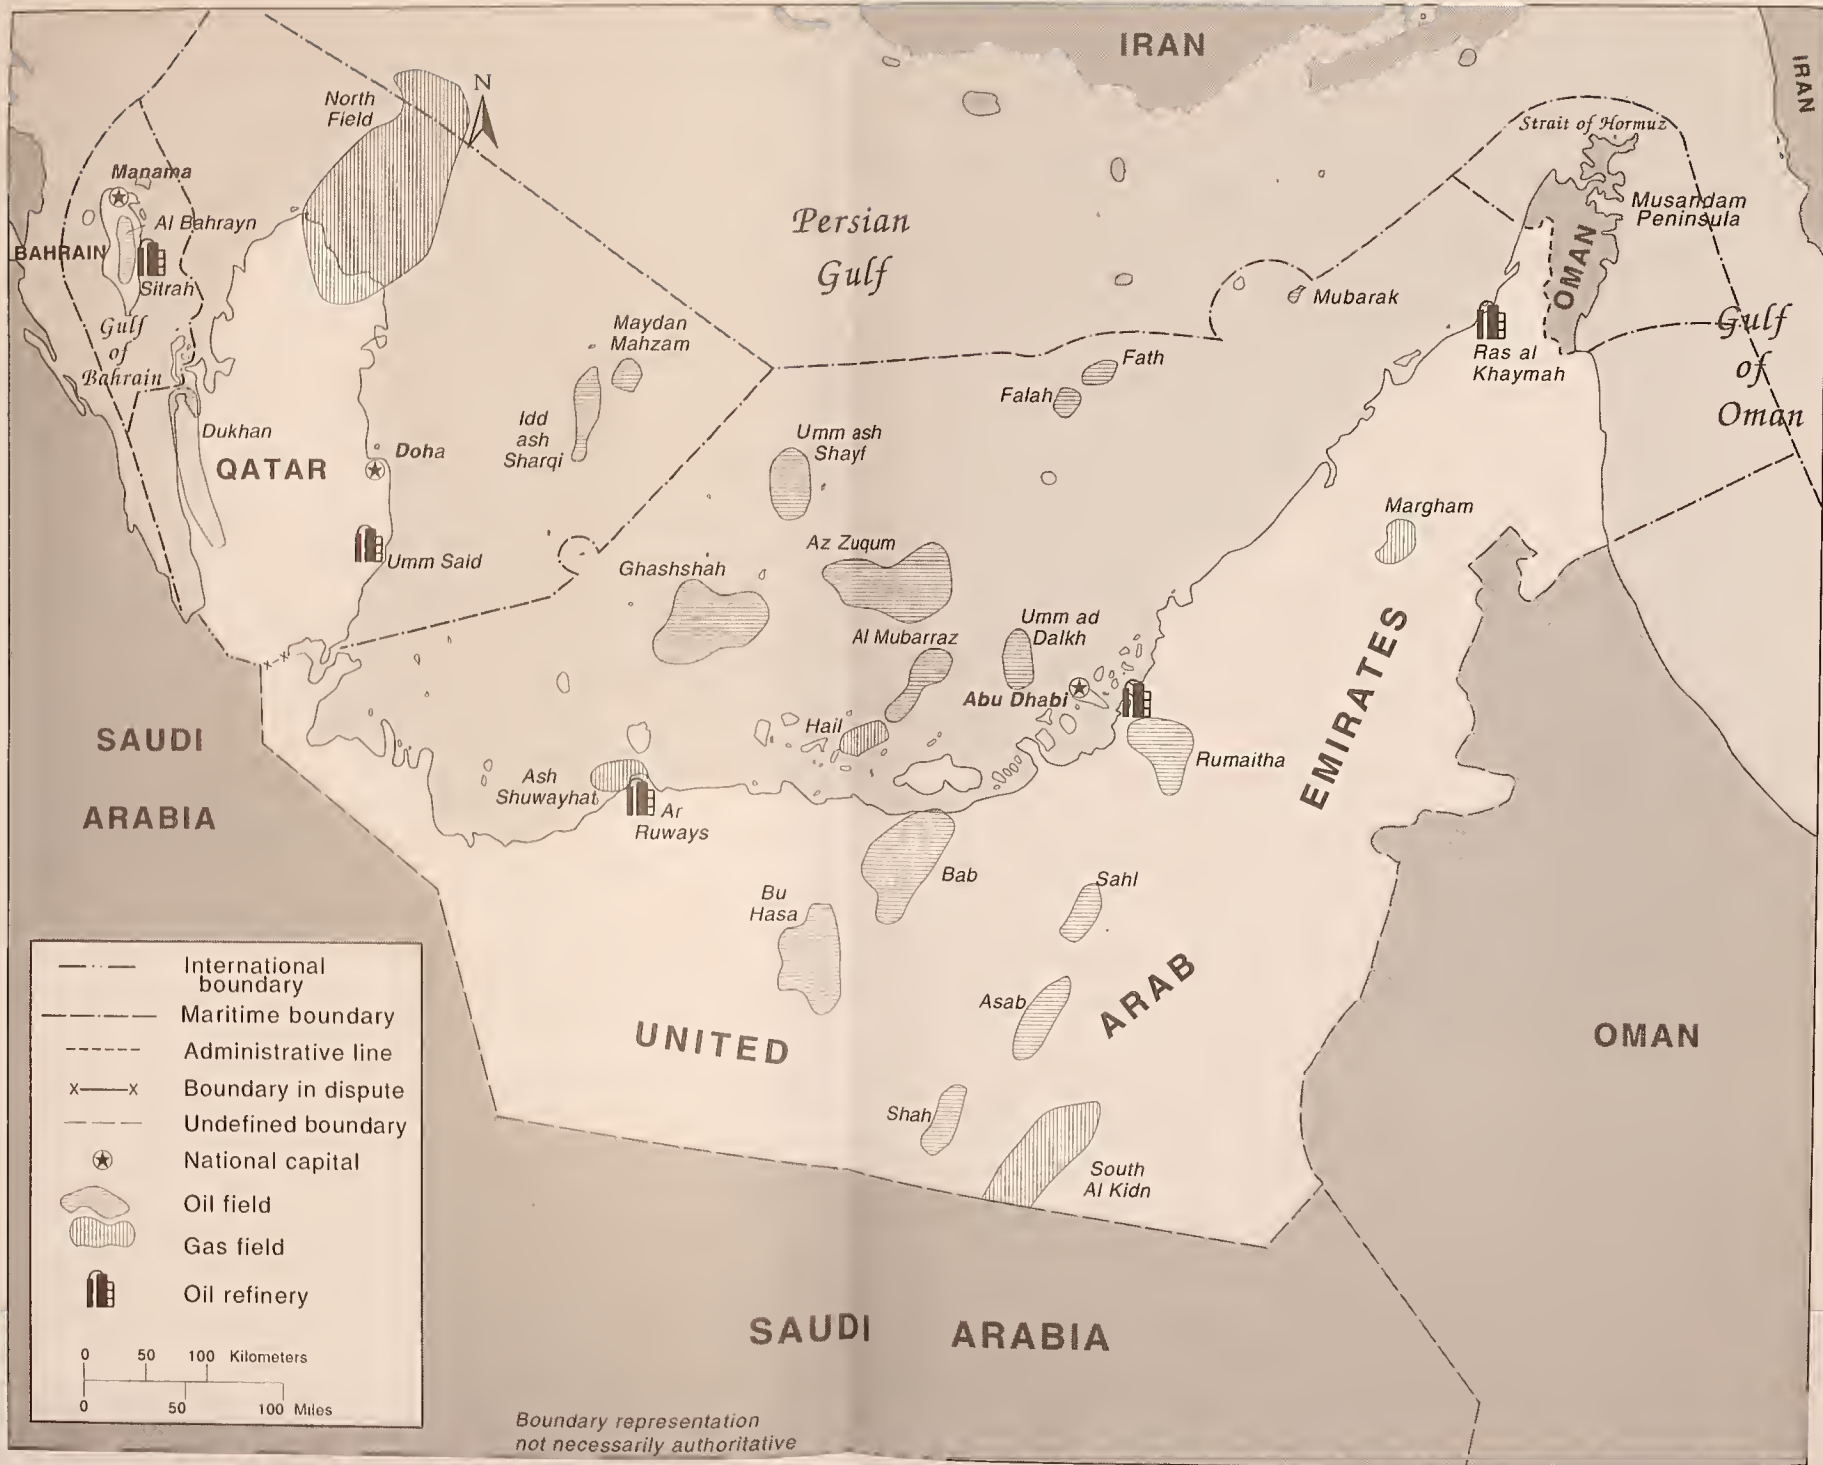 IRAN
IRAN
N
North
Field
Strait of Hormuz
Manama
Musandam
Peninsula
Al Bahrayn
Persian
Gulf
BAHRAIN
OMAN
Sitrah
Mubarak
Gulf
of
Bahrain
Gulf
of
Oman
Maydan
Mahzam
Ras al
Khaymah
Fath
Falah
Idd
ash
Sharqi
Dukhan
Umm ash
Shayf
QATAR
Doha
Margham
Umm Said
Az Zuqum
Ghashshah
Umm ad
Dalkh
Al Mubarraz
Abu Dhabi
Hail
SAUDI
ARABIA
Rumaitha
Ash
Shuwayhat
Ar
Ruways
EMIRATES
Bab
Sahl
Bu
Hasa
Asab
ARAB
UNITED
OMAN
Shah
South
Al Kidn
International
boundary
Maritime boundary
Administrative line
x x
Boundary in dispute
Undefined boundary
National capital
Oil field
Gas field
Oil refinery
0 50 100 Kilometers
0 50 100 Miles
SAUDI ARABIA
Boundary representation
not necessarily authoritative